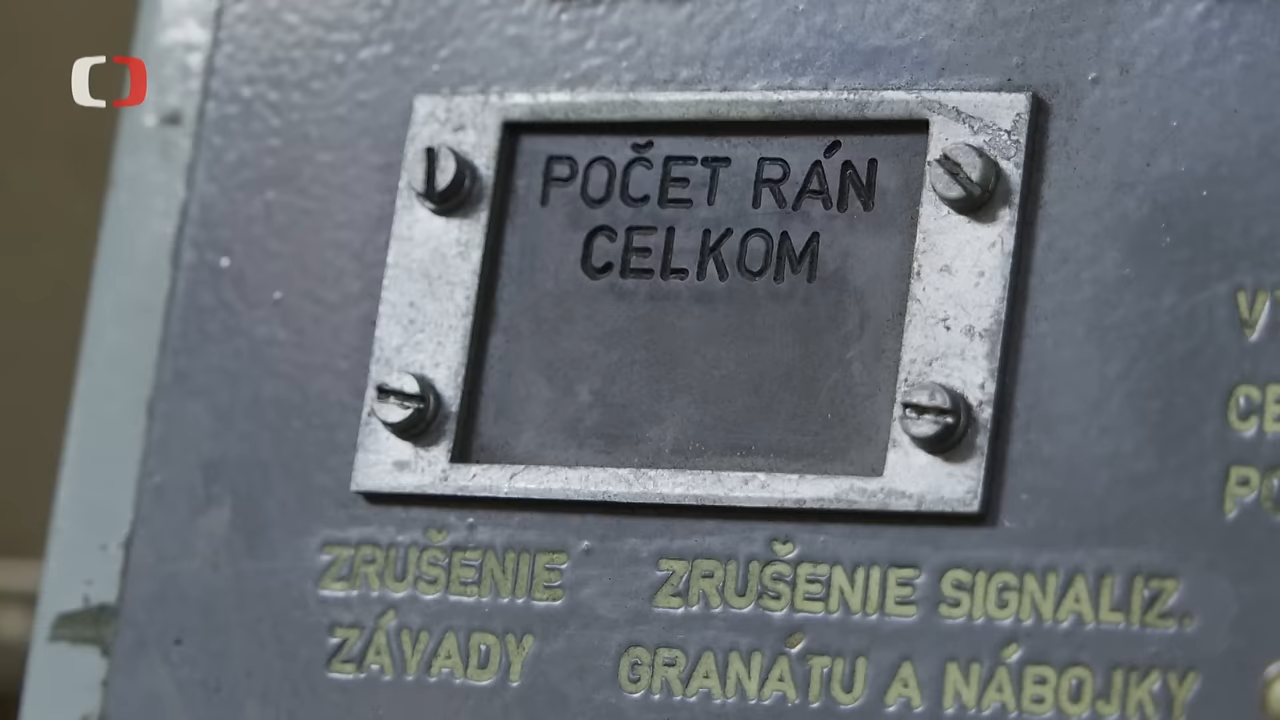 POČET RÁN
CELKOM
ZRUŠENIE
ZÁVADY
ZRUŠENIE SIGNALIZ.
GRANÁTU A NÁBOJKY